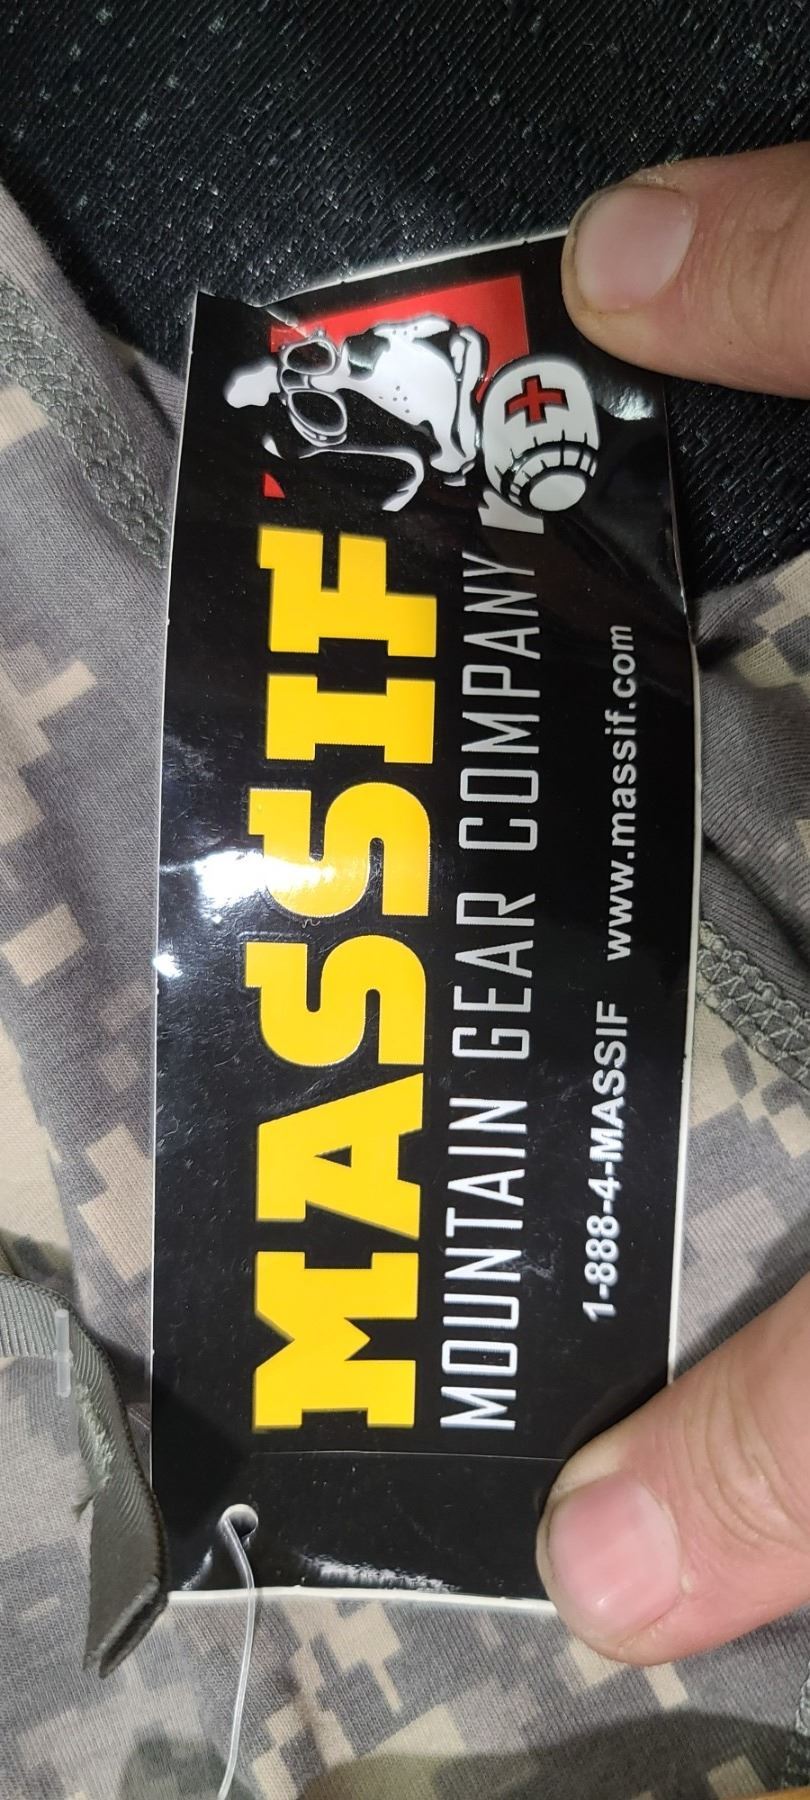 MASSIF
MOUNTAIN GEAR COMPANY
1-888-4-MASSIF www.massif.com